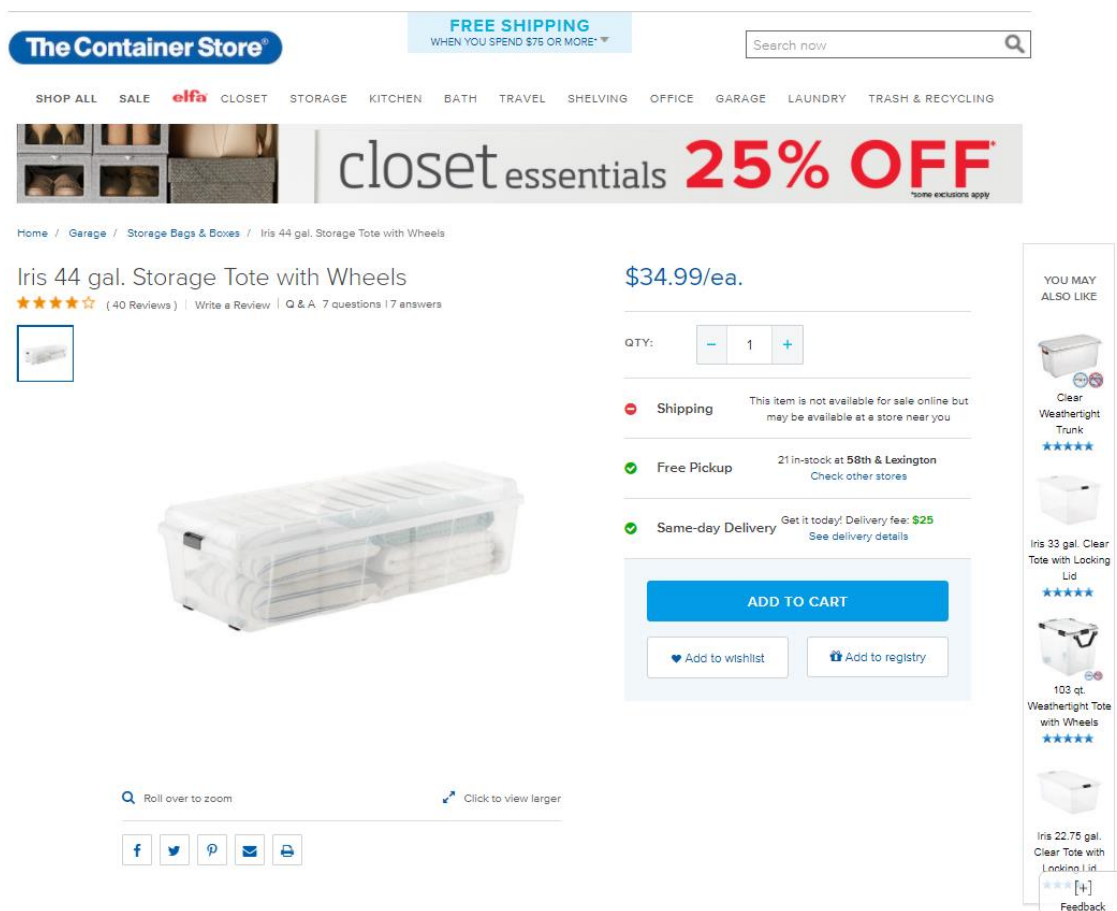 FREE SHIPPING
WHEN YOU SPEND $75 OR MORE*
The Container Store®
Search now
SHOP ALL SALE elfa CLOSET STORAGE KITCHEN BATH TRAVEL SHELVING OFFICE GARAGE LAUNDRY TRASH & RECYCLING
closet essentials 25% OFF*
*some exclusions apply
Home / Garage / Storage Bags & Boxes / Iris 44 gal. Storage Tote with Wheels
Iris 44 gal. Storage Tote with Wheels
( 40 Reviews ) | Write a Review | Q & A 7 questions | 7 answers
$34.99/ea.
QTY: − 1 +
Shipping
This item is not available for sale online but
may be available at a store near you
Free Pickup
21 in-stock at 58th & Lexington
Check other stores
Same-day Delivery
Get it today! Delivery fee: $25
See delivery details
ADD TO CART
Add to wishlist
Add to registry
Roll over to zoom
Click to view larger
YOU MAY
ALSO LIKE
Clear
Weathertight
Trunk
Iris 33 gal. Clear
Tote with Locking
Lid
103 qt.
Weathertight Tote
with Wheels
Iris 22.75 gal.
Clear Tote with
Locking Lid
[+]
Feedback